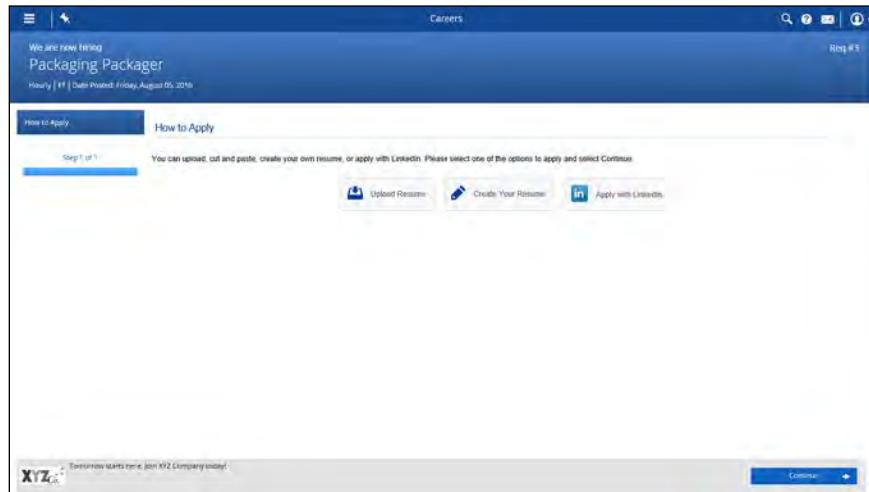 Careers
We are now hiring
Req #5
Packaging Packager
Hourly | FT | Date Posted: Friday, August 05, 2016
How to Apply
How to Apply
Step 1 of 1
You can upload, cut and paste, create your own resume, or apply with LinkedIn. Please select one of the options to apply and select Continue.
Upload Resume
Create Your Resume
in Apply with LinkedIn
XYZ Co.
Tomorrow starts here. Join XYZ Company today!
Continue